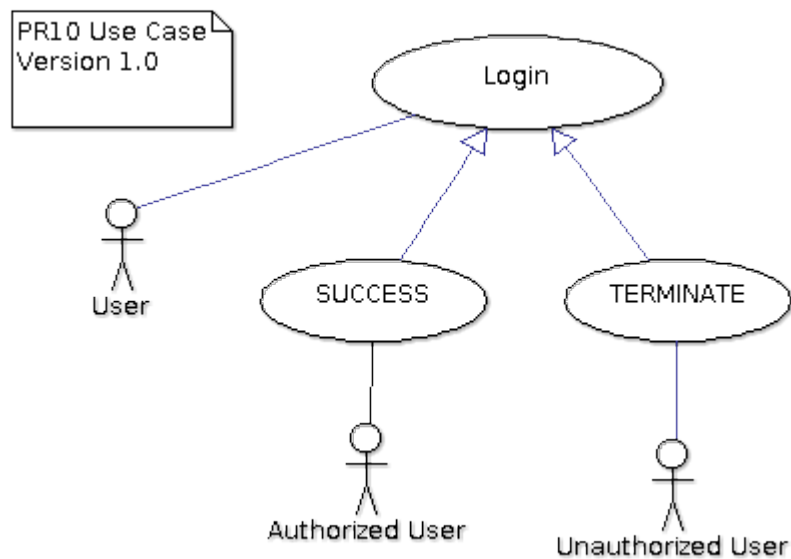 PR10 Use Case
Version 1.0
Login
User
SUCCESS
TERMINATE
Authorized User
Unauthorized User